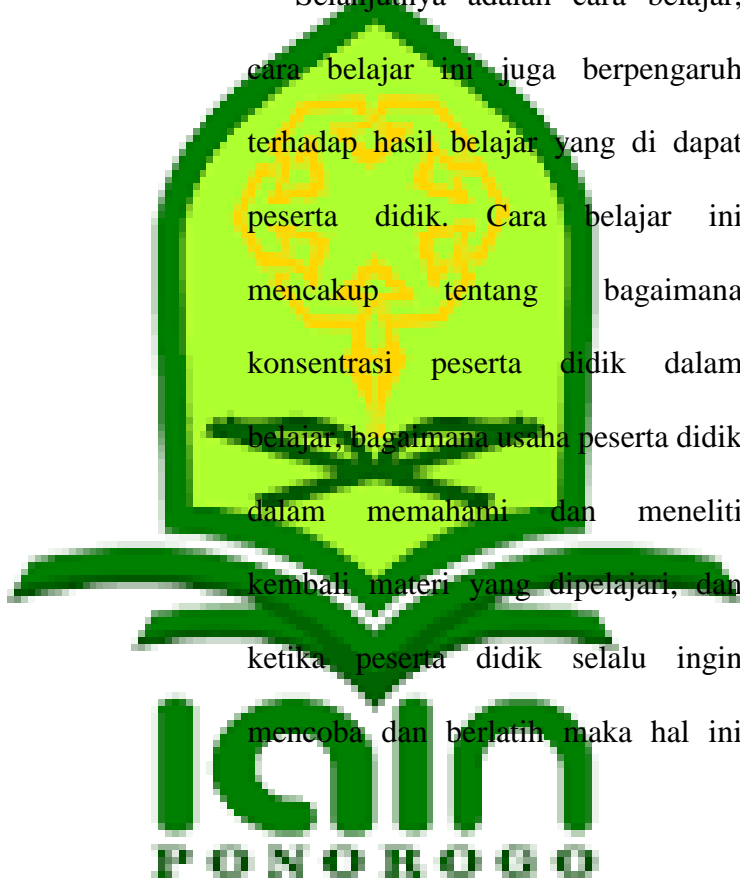 Selanjutnya adalah cara belajar,
cara belajar ini juga berpengaruh
terhadap hasil belajar yang di dapat
peserta didik. Cara belajar ini
mencakup tentang bagaimana
konsentrasi peserta didik dalam
belajar, bagaimana usaha peserta didik
dalam memahami dan meneliti
kembali materi yang dipelajari, dan
ketika peserta didik selalu ingin
mencoba dan berlatih maka hal ini
iain
PONOROGO